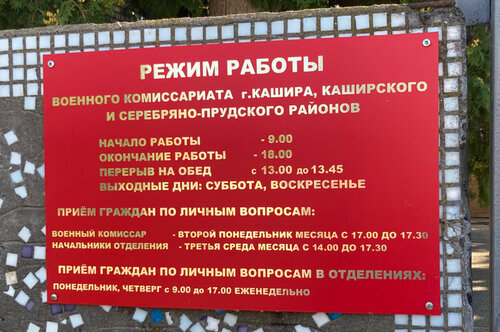 РЕЖИМ РАБОТЫ
ВОЕННОГО КОМИССАРИАТА г.КАШИРА, КАШИРСКОГО
И СЕРЕБРЯНО-ПРУДСКОГО РАЙОНОВ
НАЧАЛО РАБОТЫ - 9.00
ОКОНЧАНИЕ РАБОТЫ - 18.00
ПЕРЕРЫВ НА ОБЕД с 13.00 до 13.45
ВЫХОДНЫЕ ДНИ: СУББОТА, ВОСКРЕСЕНЬЕ
ПРИЁМ ГРАЖДАН ПО ЛИЧНЫМ ВОПРОСАМ:
ВОЕННЫЙ КОМИССАР - ВТОРОЙ ПОНЕДЕЛЬНИК МЕСЯЦА С 17.00 ДО 17.30
НАЧАЛЬНИКИ ОТДЕЛЕНИЯ - ТРЕТЬЯ СРЕДА МЕСЯЦА С 14.00 ДО 17.30
ПРИЁМ ГРАЖДАН ПО ЛИЧНЫМ ВОПРОСАМ В ОТДЕЛЕНИЯХ:
ПОНЕДЕЛЬНИК, ЧЕТВЕРГ с 9.00 до 17.00 ЕЖЕНЕДЕЛЬНО